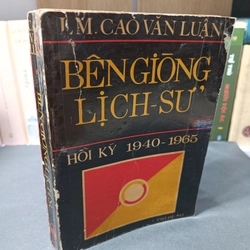 L.M. CAO VĂN LUẬN
BÊN GIÒNG
LỊCH-SỬ
HỒI KÝ 1940-1965